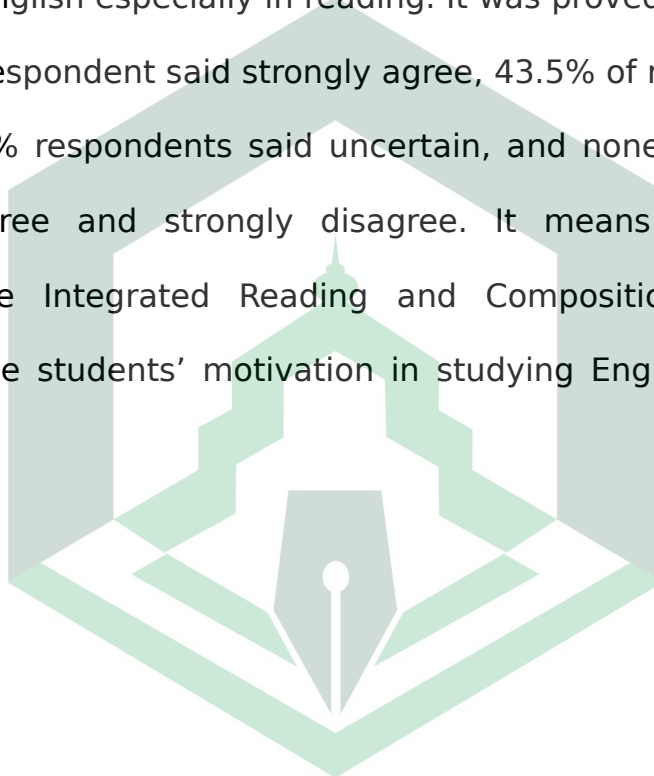 nglish especially in reading. It was proved
espondent said strongly agree, 43.5% of
% respondents said uncertain, and none
ree and strongly disagree. It means
e Integrated Reading and Compositio
e students’ motivation in studying Eng